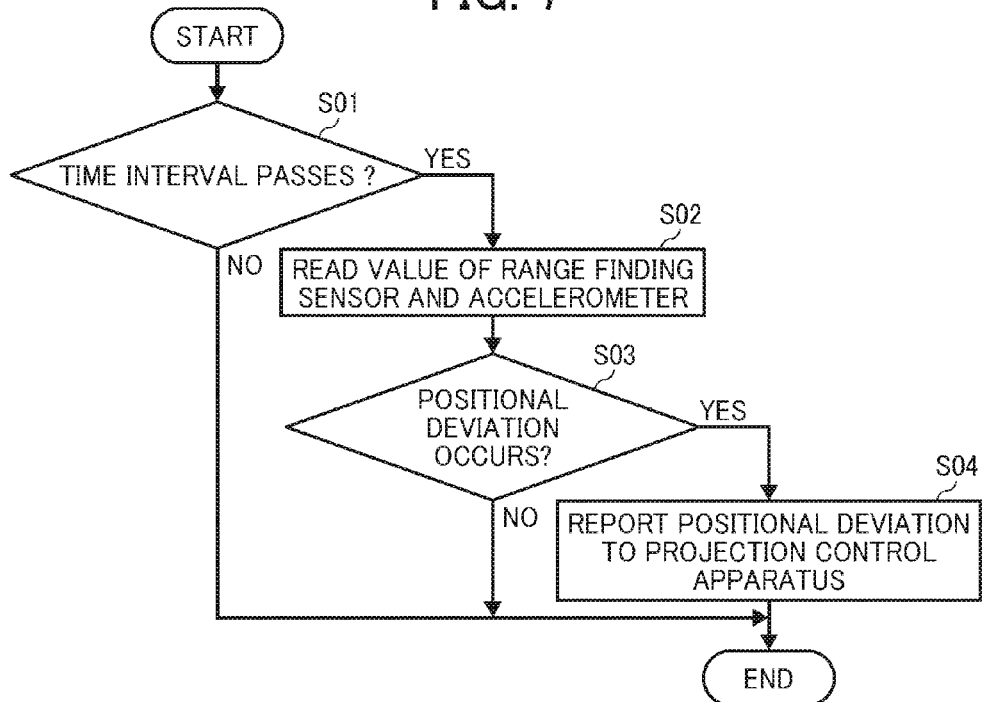 FIG. 7
START
S01
TIME INTERVAL PASSES ?
YES
NO
S02
READ VALUE OF RANGE FINDING
SENSOR AND ACCELEROMETER
S03
POSITIONAL
DEVIATION
OCCURS?
YES
NO
S04
REPORT POSITIONAL DEVIATION
TO PROJECTION CONTROL
APPARATUS
END